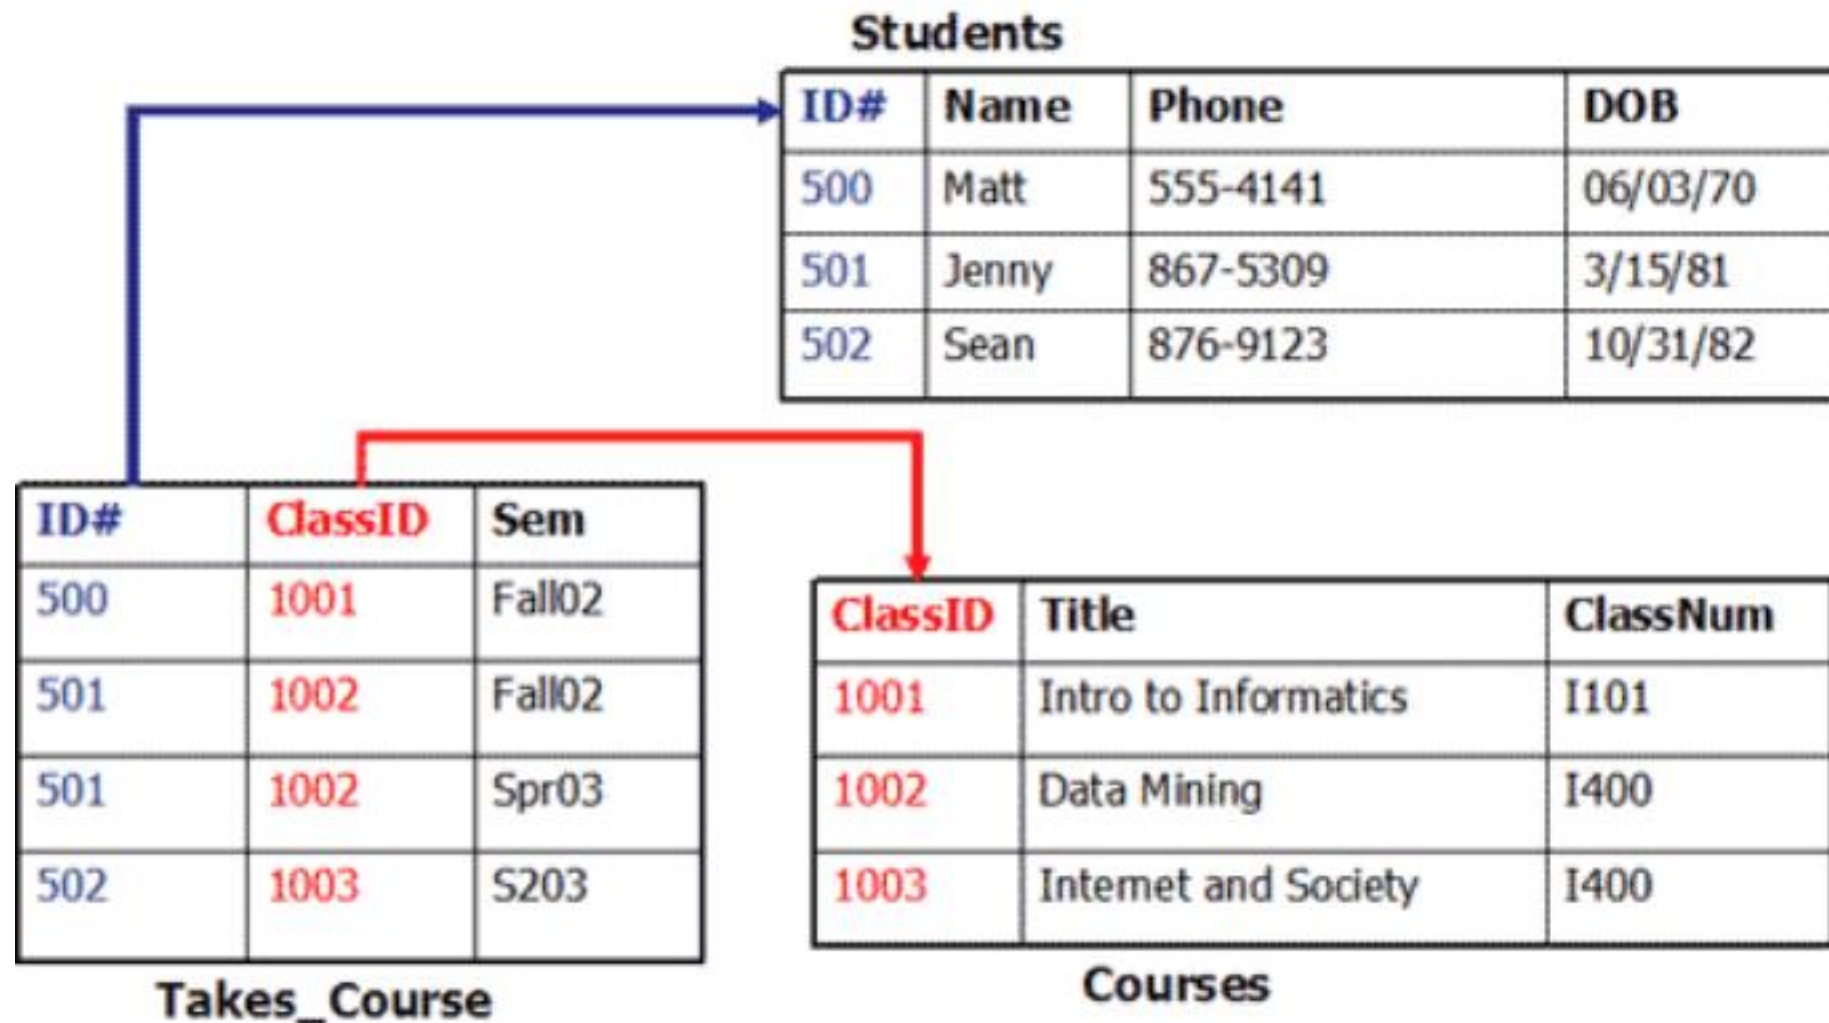 Students
ID# Name Phone DOB
500 Matt 555-4141 06/03/70
501 Jenny 867-5309 3/15/81
502 Sean 876-9123 10/31/82
ID# ClassID Sem
500 1001 Fall02
501 1002 Fall02
501 1002 Spr03
502 1003 S203
Takes_Course
ClassID Title ClassNum
1001 Intro to Informatics I101
1002 Data Mining I400
1003 Internet and Society I400
Courses